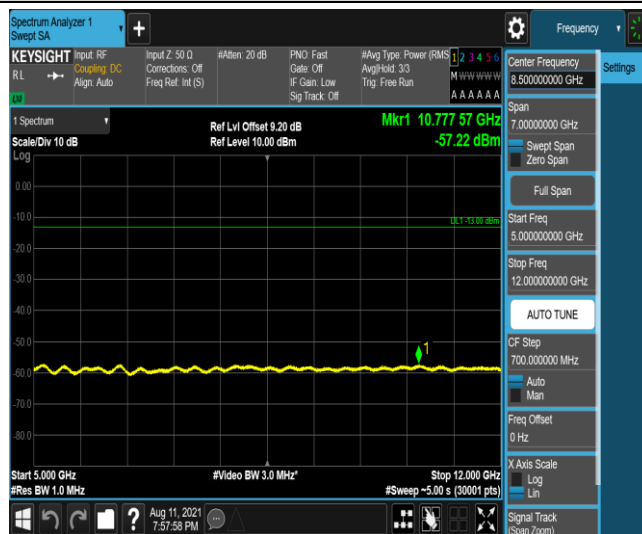 Spectrum Analyzer 1
Swept SA
+
Frequency
KEYSIGHT
RL
Input: RF
Coupling: DC
Align: Auto
Input Z: 50 Ω
Corrections: Off
Freq Ref: Int (S)
#Atten: 20 dB
PNO: Fast
Gate: Off
IF Gain: Low
Sig Track: Off
#Avg Type: Power (RMS
Avg|Hold: 3/3
Trig: Free Run
1 2 3 4 5 6
M W W W W W
A A A A A A
LXI
Center Frequency
8.500000000 GHz
Settings
Span
7.00000000 GHz
Swept Span
Zero Span
Full Span
Start Freq
5.000000000 GHz
Stop Freq
12.000000000 GHz
AUTO TUNE
CF Step
700.000000 MHz
Auto
Man
Freq Offset
0 Hz
X Axis Scale
Log
Lin
Signal Track
(Span Zoom)
1 Spectrum
Scale/Div 10 dB
Ref Lvl Offset 9.20 dB
Ref Level 10.00 dBm
Mkr1 10.777 57 GHz
-57.22 dBm
Log
0.00
-10.0
DL1 -13.00 dBm
-20.0
-30.0
-40.0
-50.0
1
-60.0
-70.0
-80.0
Start 5.000 GHz
#Video BW 3.0 MHz*
Stop 12.000 GHz
#Res BW 1.0 MHz
#Sweep ~5.00 s (30001 pts)
?
Aug 11, 2021
7:57:58 PM